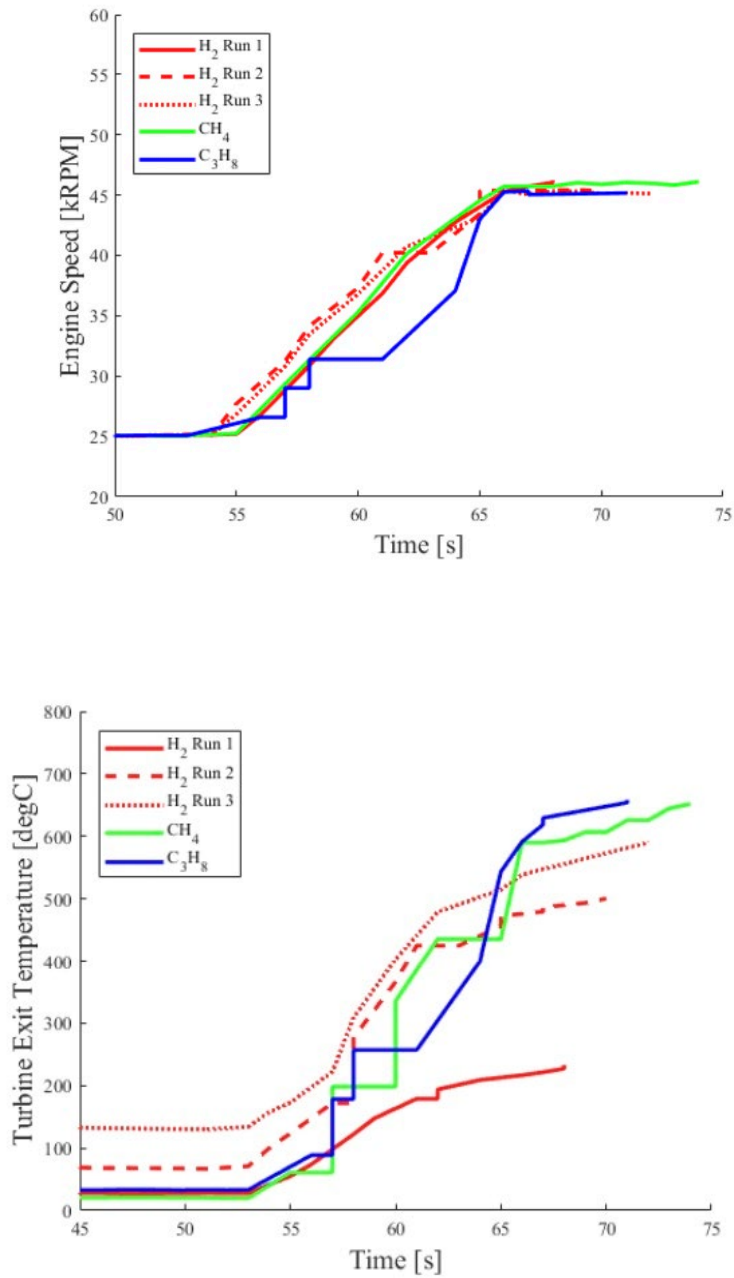 60
55
50
45
40
35
30
25
20
Engine Speed [kRPM]
H2 Run 1
H2 Run 2
H2 Run 3
CH4
C3H8
50 55 60 65 70 75
Time [s]
800
700
600
500
400
300
200
100
0
Turbine Exit Temperature [degC]
H2 Run 1
H2 Run 2
H2 Run 3
CH4
C3H8
45 50 55 60 65 70 75
Time [s]